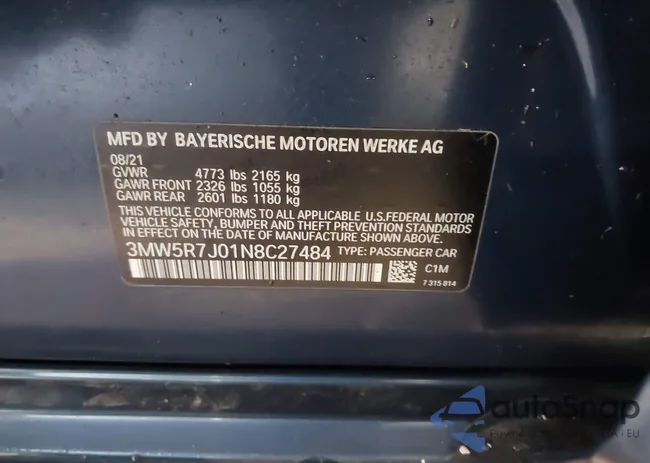 MFD BY BAYERISCHE MOTOREN WERKE AG
08/21
GVWR 4773 lbs 2165 kg
GAWR FRONT 2326 lbs 1055 kg
GAWR REAR 2601 lbs 1180 kg
THIS VEHICLE CONFORMS TO ALL APPLICABLE U.S.FEDERAL MOTOR
VEHICLE SAFETY, BUMPER AND THEFT PREVENTION STANDARDS
IN EFFECT ON THE DATE OF MANUFACTURE SHOWN ABOVE.
3MW5R7J01N8C27484 TYPE: PASSENGER CAR
C1M
7 315 814
autoSnap